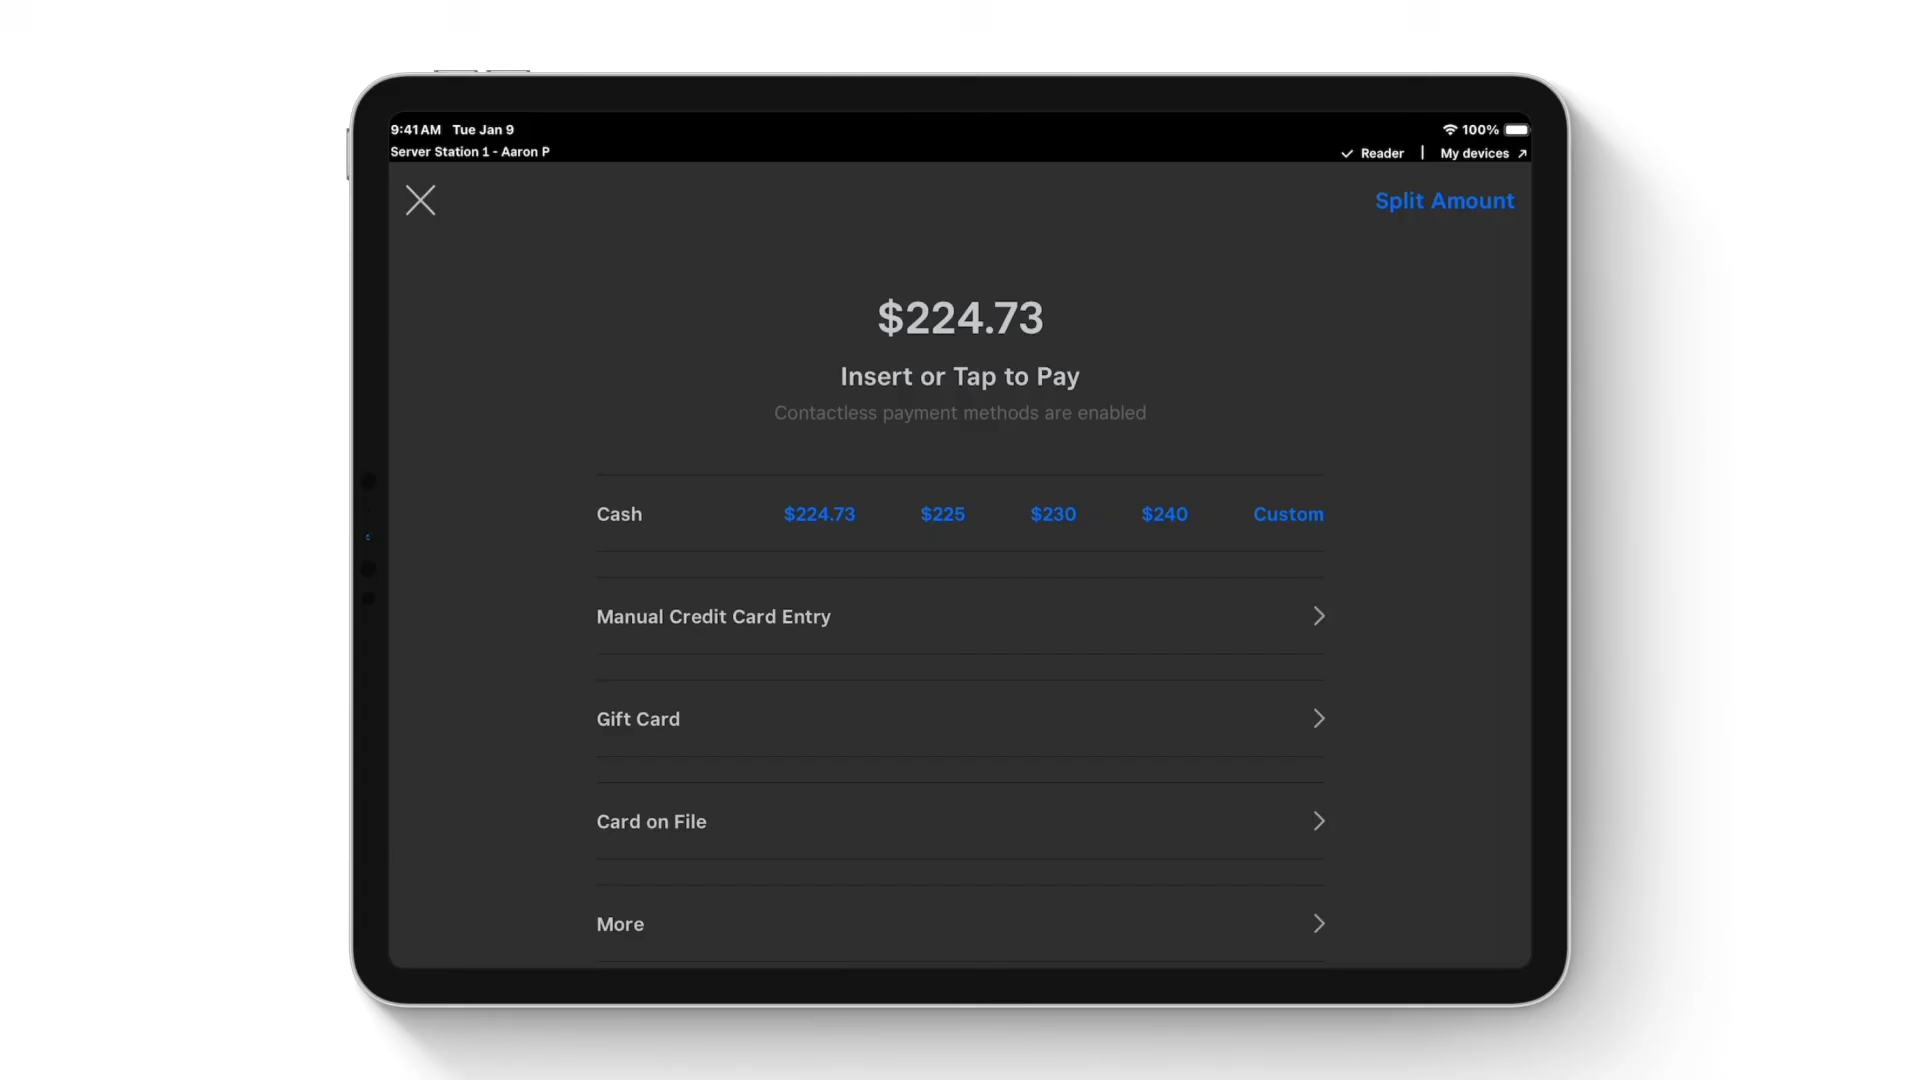 9:41 AM Tue Jan 9
100%
Server Station 1 - Aaron P
Reader | My devices
Split Amount
$224.73
Insert or Tap to Pay
Contactless payment methods are enabled
Cash $224.73 $225 $230 $240 Custom
Manual Credit Card Entry
Gift Card
Card on File
More